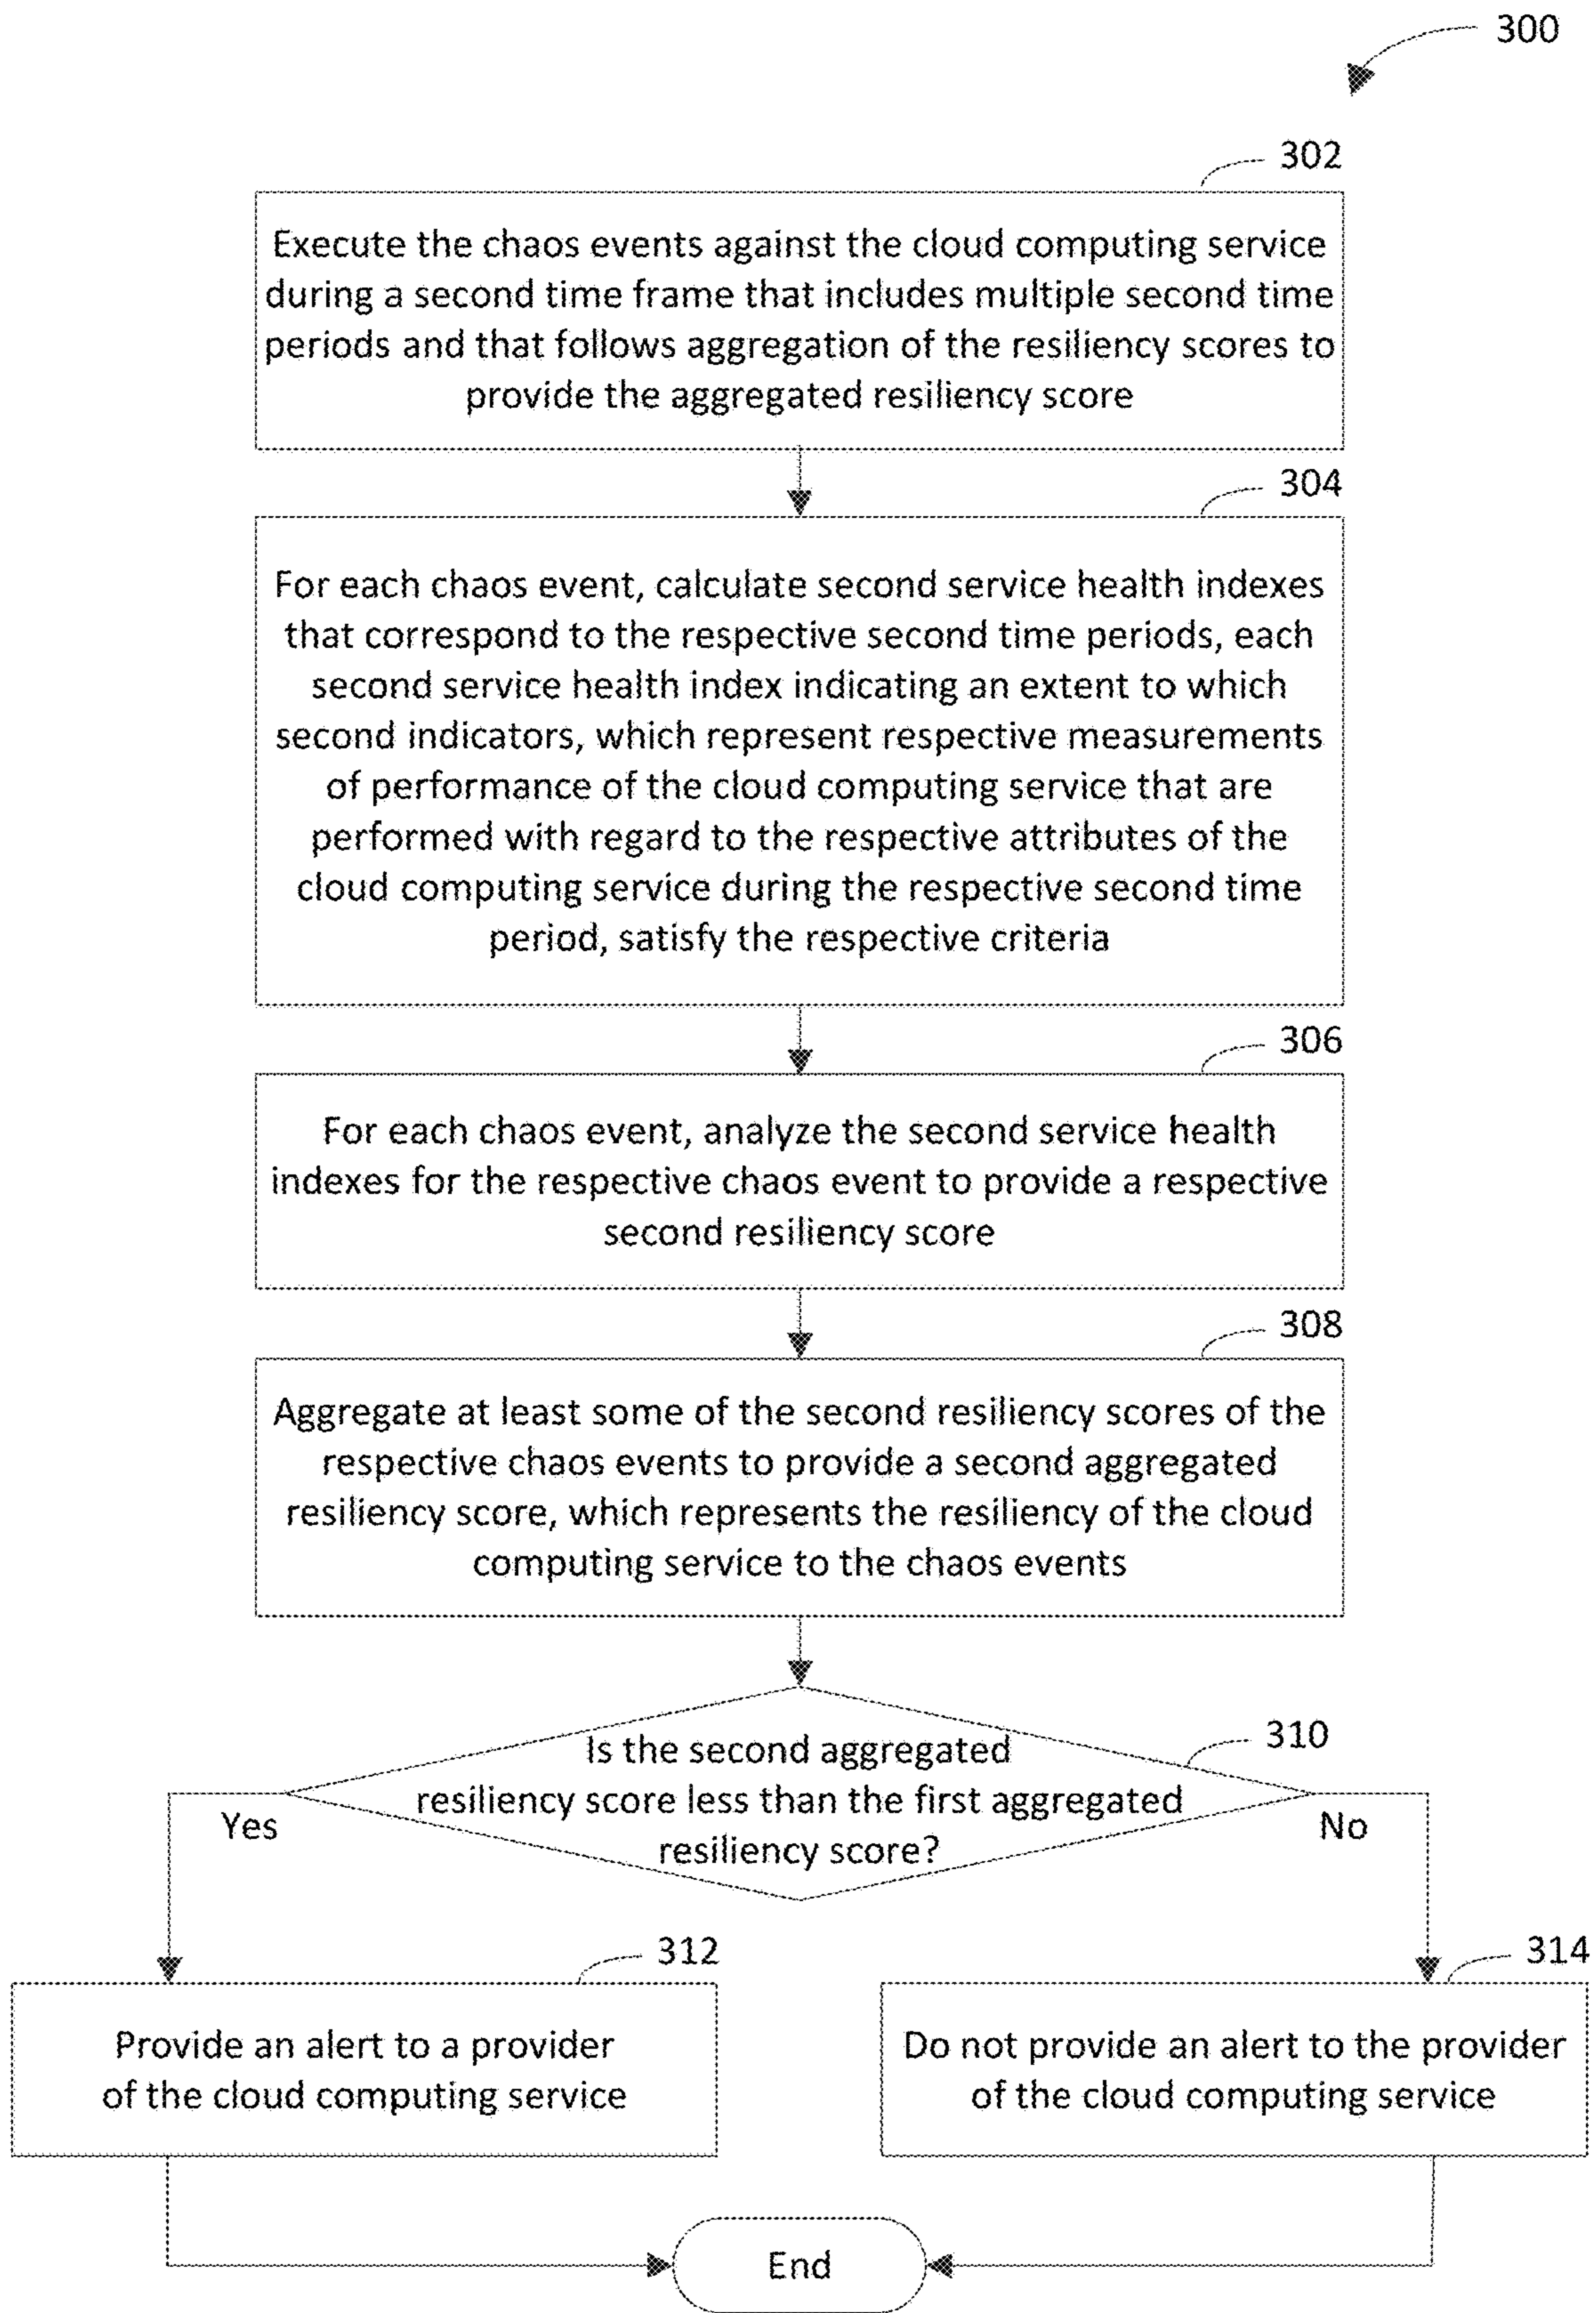 300
302
Execute the chaos events against the cloud computing service
during a second time frame that includes multiple second time
periods and that follows aggregation of the resiliency scores to
provide the aggregated resiliency score
304
For each chaos event, calculate second service health indexes
that correspond to the respective second time periods, each
second service health index indicating an extent to which
second indicators, which represent respective measurements
of performance of the cloud computing service that are
performed with regard to the respective attributes of the
cloud computing service during the respective second time
period, satisfy the respective criteria
306
For each chaos event, analyze the second service health
indexes for the respective chaos event to provide a respective
second resiliency score
308
Aggregate at least some of the second resiliency scores of the
respective chaos events to provide a second aggregated
resiliency score, which represents the resiliency of the cloud
computing service to the chaos events
310
Is the second aggregated
resiliency score less than the first aggregated
resiliency score?
Yes
No
312
Provide an alert to a provider
of the cloud computing service
314
Do not provide an alert to the provider
of the cloud computing service
End